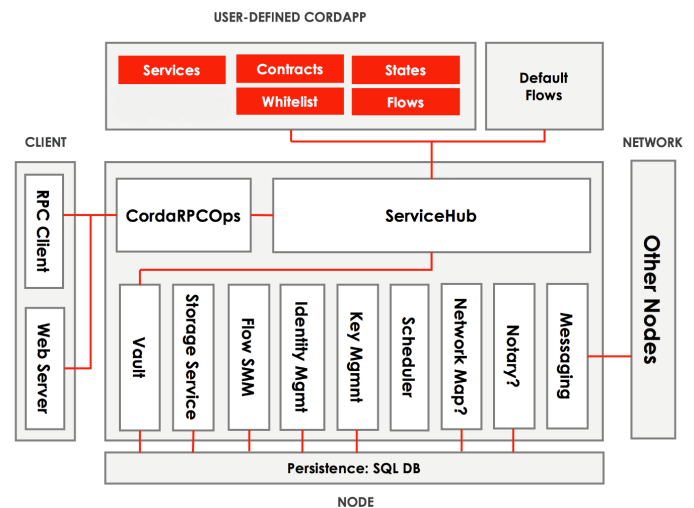 USER-DEFINED CORDAPP
Services
Contracts
States
Whitelist
Flows
Default
Flows
CLIENT
NETWORK
RPC Client
Web Server
CordaRPCOps
ServiceHub
Vault
Storage Service
Flow SMM
Identity Mgmt
Key Mgmnt
Scheduler
Network Map?
Notary?
Messaging
Other Nodes
Persistence: SQL DB
NODE